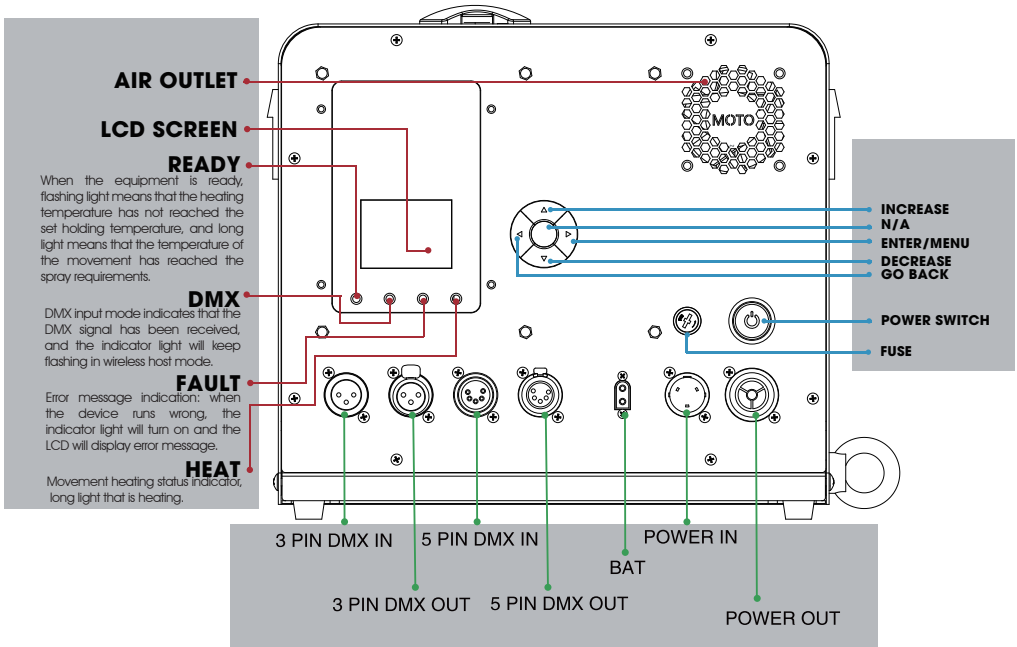 AIR OUTLET
LCD SCREEN
READY
When the equipment is ready,
flashing light means that the heating
temperature has not reached the
set holding temperature, and long
light means that the temperature of
the movement has reached the
spray requirements.
DMX
DMX input mode indicates that the
DMX signal has been received,
and the indicator light will keep
flashing in wireless host mode.
FAULT
Error message indication: when
the device runs wrong, the
indicator light will turn on and the
LCD will display error message.
HEAT
Movement heating status indicator,
long light that is heating.
MOTO
INCREASE
N/A
ENTER/MENU
DECREASE
GO BACK
POWER SWITCH
FUSE
3 PIN DMX IN
5 PIN DMX IN
POWER IN
BAT
3 PIN DMX OUT
5 PIN DMX OUT
POWER OUT